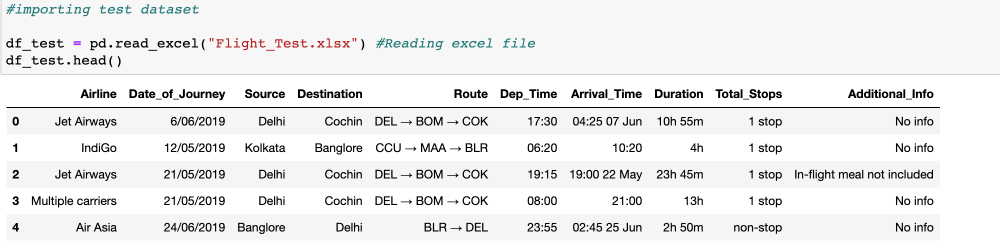 #importing test dataset
df_test = pd.read_excel("Flight_Test.xlsx") #Reading excel file
df_test.head()
Airline Date_of_Journey Source Destination Route Dep_Time Arrival_Time Duration Total_Stops Additional_Info
0 Jet Airways 6/06/2019 Delhi Cochin DEL → BOM → COK 17:30 04:25 07 Jun 10h 55m 1 stop No info
1 IndiGo 12/05/2019 Kolkata Banglore CCU → MAA → BLR 06:20 10:20 4h 1 stop No info
2 Jet Airways 21/05/2019 Delhi Cochin DEL → BOM → COK 19:15 19:00 22 May 23h 45m 1 stop In-flight meal not included
3 Multiple carriers 21/05/2019 Delhi Cochin DEL → BOM → COK 08:00 21:00 13h 1 stop No info
4 Air Asia 24/06/2019 Banglore Delhi BLR → DEL 23:55 02:45 25 Jun 2h 50m non-stop No info